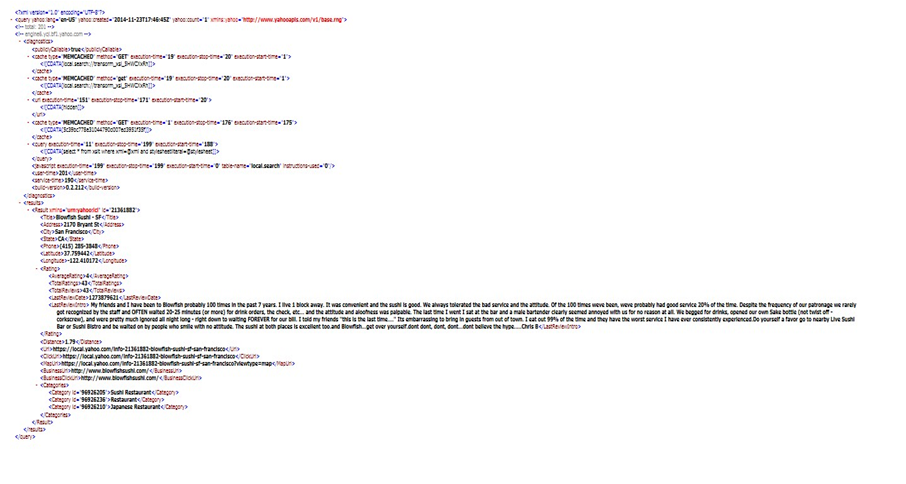 <?xml version="1.0" encoding="UTF-8"?>
- <query yahoo:lang="en-US" yahoo:created="2014-11-23T17:46:45Z" yahoo:count="1" xmlns:yahoo="http://www.yahooapis.com/v1/base.rng">
<!-- total: 201 -->
<!-- engine6.yql.bf1.yahoo.com -->
- <diagnostics>
<publiclyCallable>true</publiclyCallable>
- <cache type="MEMCACHED" method="GET" execution-time="19" execution-stop-time="20" execution-start-time="1">
</cache>
- <cache type="MEMCACHED" method="get" execution-time="19" execution-stop-time="20" execution-start-time="1">
</cache>
- <url execution-time="151" execution-stop-time="171" execution-start-time="20">
<![CDATA[hidden]]>
</url>
- <cache type="MEMCACHED" method="GET" execution-time="1" execution-stop-time="176" execution-start-time="175">
</cache>
- <query execution-time="11" execution-stop-time="199" execution-start-time="188">
<![CDATA[select * from xslt where xml=@xml and stylesheetliteral=@stylesheet]]>
</query>
<javascript execution-time="199" execution-stop-time="199" execution-start-time="0" table-name="local.search" instructions-used="0"/>
<user-time>201</user-time>
<service-time>190</service-time>
<build-version>0.2.212</build-version>
</diagnostics>
- <results>
- <Result xmlns="urn:yahoo:lcl" id="21361882">
<Title>Blowfish Sushi - SF</Title>
<Address>2170 Bryant St</Address>
<City>San Francisco</City>
<State>CA</State>
<Phone>(415) 285-3848</Phone>
<Latitude>37.759442</Latitude>
<Longitude>-122.410172</Longitude>
- <Rating>
<AverageRating>4</AverageRating>
<TotalRatings>43</TotalRatings>
<TotalReviews>43</TotalReviews>
<LastReviewDate>1273879621</LastReviewDate>
<LastReviewIntro> My friends and I have been to Blowfish probably 100 times in the past 7 years. I live 1 block away. It was convenient and the sushi is good. We always tolerated the bad service and the attitude. Of the 100 times weve been, weve probably had good service 20% of the time. Despite the frequency of our patronage we rarely
got recognized by the staff and OFTEN waited 20-25 minutes (or more) for drink orders, the check, etc... and the attitude and aloofness was palpable. The last time I went I sat at the bar and a male bartender clearly seemed annoyed with us for no reason at all. We begged for drinks, opened our own Sake bottle (not twist off -
corkscrew), and were pretty much ignored all night long - right down to waiting FOREVER for our bill. I told my friends "this is the last time...." Its embarrassing to bring in guests from out of town. I eat out 99% of the time and they have the worst service I have ever consistently experienced.Do yourself a favor go to nearby Live Sushi
Bar or Sushi Bistro and be waited on by people who smile with no attitude. The sushi at both places is excellent too.and Blowfish...get over yourself.dont dont, dont, dont...dont believe the hype....Chris B</LastReviewIntro>
</Rating>
<Distance>1.79</Distance>
<Url>https://local.yahoo.com/info-21361882-blowfish-sushi-sf-san-francisco</Url>
<ClickUrl>https://local.yahoo.com/info-21361882-blowfish-sushi-sf-san-francisco</ClickUrl>
<MapUrl>https://local.yahoo.com/info-21361882-blowfish-sushi-sf-san-francisco?viewtype=map</MapUrl>
<BusinessUrl>http://www.blowfishsushi.com/</BusinessUrl>
<BusinessClickUrl>http://www.blowfishsushi.com/</BusinessClickUrl>
- <Categories>
<Category id="96926205">Sushi Restaurant</Category>
<Category id="96926236">Restaurant</Category>
<Category id="96926210">Japanese Restaurant</Category>
</Categories>
</Result>
</results>
</query>